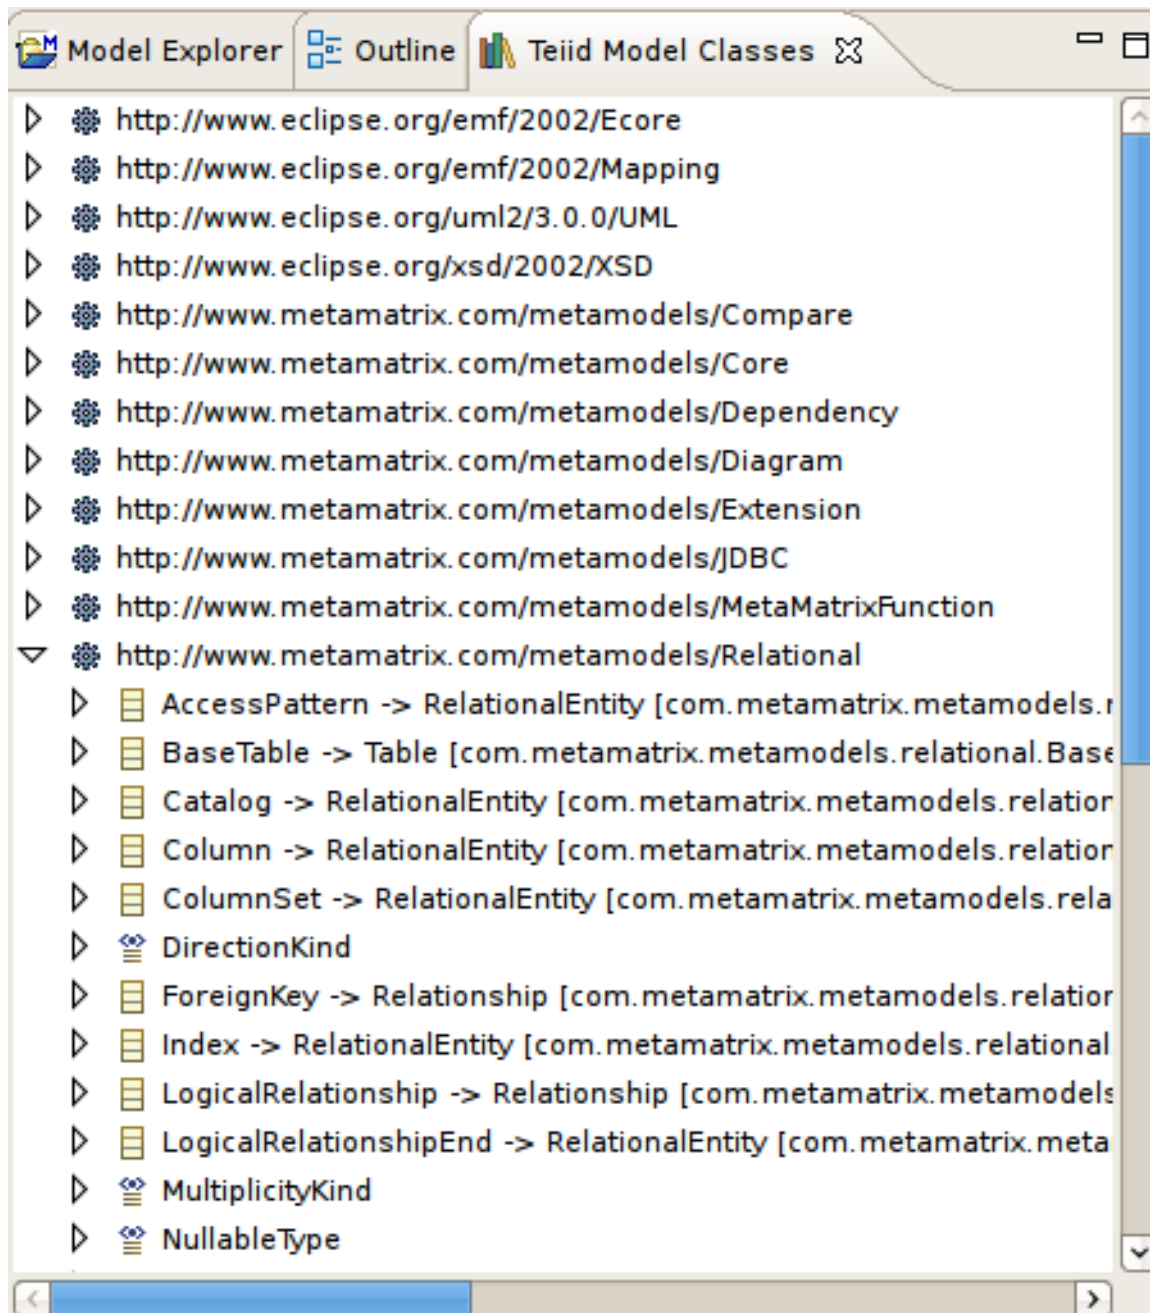 Model Explorer Outline Teiid Model Classes
http://www.eclipse.org/emf/2002/Ecore
http://www.eclipse.org/emf/2002/Mapping
http://www.eclipse.org/uml2/3.0.0/UML
http://www.eclipse.org/xsd/2002/XSD
http://www.metamatrix.com/metamodels/Compare
http://www.metamatrix.com/metamodels/Core
http://www.metamatrix.com/metamodels/Dependency
http://www.metamatrix.com/metamodels/Diagram
http://www.metamatrix.com/metamodels/Extension
http://www.metamatrix.com/metamodels/JDBC
http://www.metamatrix.com/metamodels/MetaMatrixFunction
http://www.metamatrix.com/metamodels/Relational
AccessPattern -> RelationalEntity [com.metamatrix.metamodels.r
BaseTable -> Table [com.metamatrix.metamodels.relational.Base
Catalog -> RelationalEntity [com.metamatrix.metamodels.relation
Column -> RelationalEntity [com.metamatrix.metamodels.relation
ColumnSet -> RelationalEntity [com.metamatrix.metamodels.rela
DirectionKind
ForeignKey -> Relationship [com.metamatrix.metamodels.relation
Index -> RelationalEntity [com.metamatrix.metamodels.relational.
LogicalRelationship -> Relationship [com.metamatrix.metamodels
LogicalRelationshipEnd -> RelationalEntity [com.metamatrix.meta
MultiplicityKind
NullableType